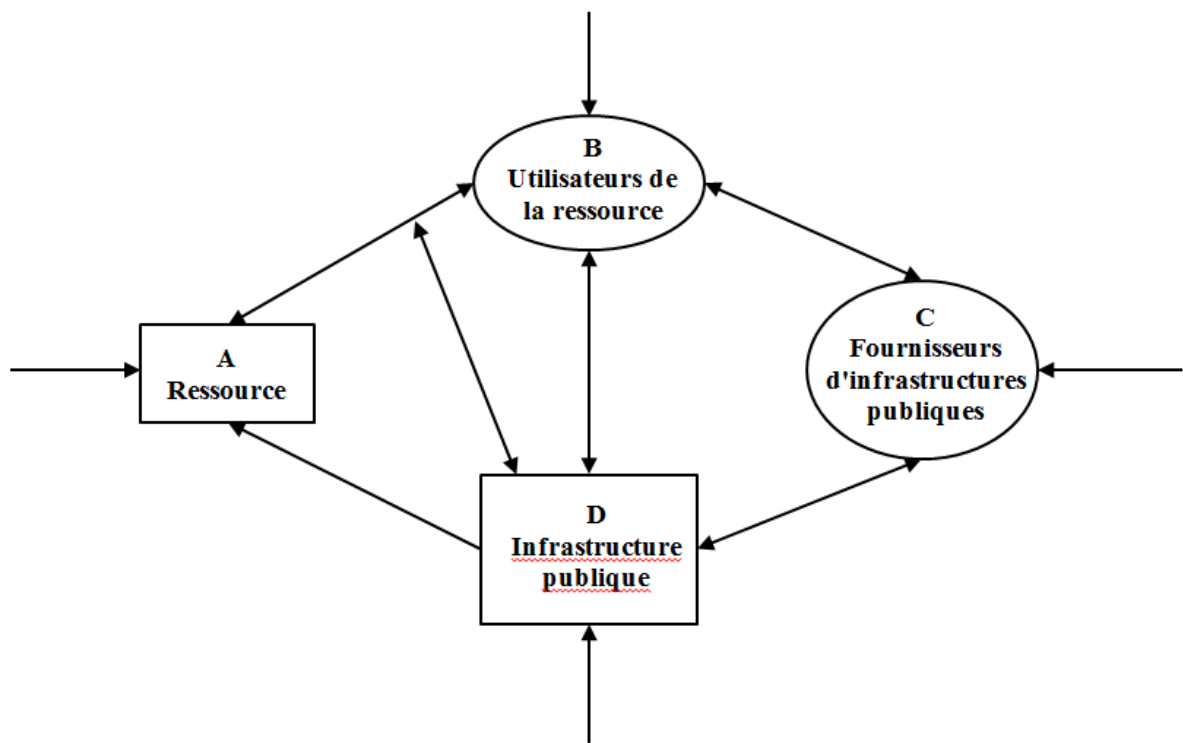 B
Utilisateurs de
la ressource
C
Fournisseurs
d'infrastructures
publiques
A
Ressource
D
Infrastructure
publique